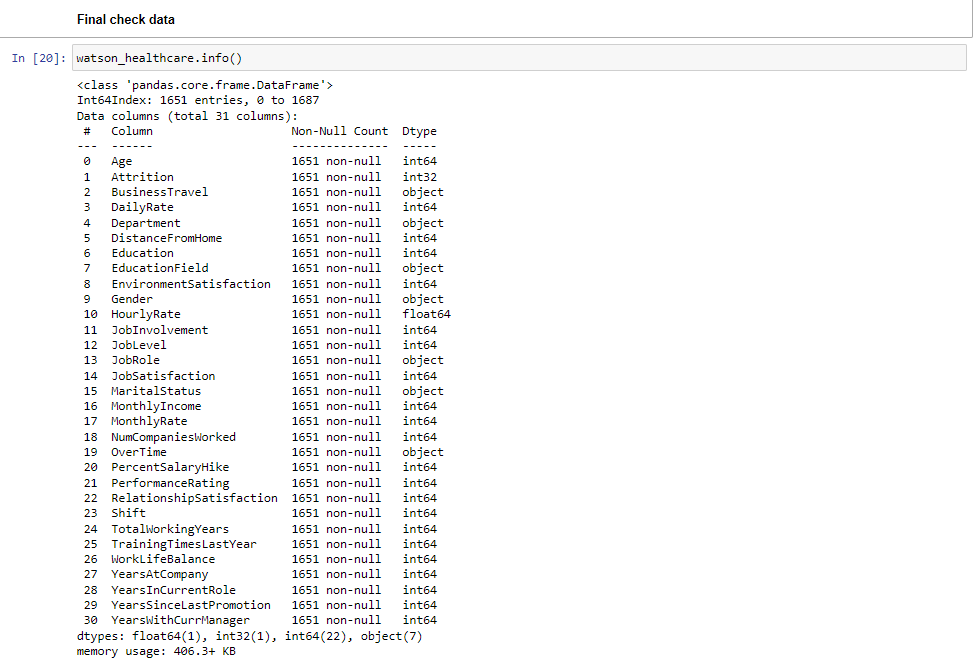 Final check data
In [20]: watson_healthcare.info()
<class 'pandas.core.frame.DataFrame'>
Int64Index: 1651 entries, 0 to 1687
Data columns (total 31 columns):
 #   Column                    Non-Null Count  Dtype
---  ------                    --------------  -----
 0   Age                       1651 non-null   int64
 1   Attrition                 1651 non-null   int32
 2   BusinessTravel            1651 non-null   object
 3   DailyRate                 1651 non-null   int64
 4   Department                1651 non-null   object
 5   DistanceFromHome          1651 non-null   int64
 6   Education                 1651 non-null   int64
 7   EducationField            1651 non-null   object
 8   EnvironmentSatisfaction   1651 non-null   int64
 9   Gender                    1651 non-null   object
 10  HourlyRate                1651 non-null   float64
 11  JobInvolvement            1651 non-null   int64
 12  JobLevel                  1651 non-null   int64
 13  JobRole                   1651 non-null   object
 14  JobSatisfaction           1651 non-null   int64
 15  MaritalStatus             1651 non-null   object
 16  MonthlyIncome             1651 non-null   int64
 17  MonthlyRate               1651 non-null   int64
 18  NumCompaniesWorked        1651 non-null   int64
 19  OverTime                  1651 non-null   object
 20  PercentSalaryHike         1651 non-null   int64
 21  PerformanceRating         1651 non-null   int64
 22  RelationshipSatisfaction  1651 non-null   int64
 23  Shift                     1651 non-null   int64
 24  TotalWorkingYears         1651 non-null   int64
 25  TrainingTimesLastYear     1651 non-null   int64
 26  WorkLifeBalance           1651 non-null   int64
 27  YearsAtCompany            1651 non-null   int64
 28  YearsInCurrentRole        1651 non-null   int64
 29  YearsSinceLastPromotion   1651 non-null   int64
 30  YearsWithCurrManager      1651 non-null   int64
dtypes: float64(1), int32(1), int64(22), object(7)
memory usage: 406.3+ KB